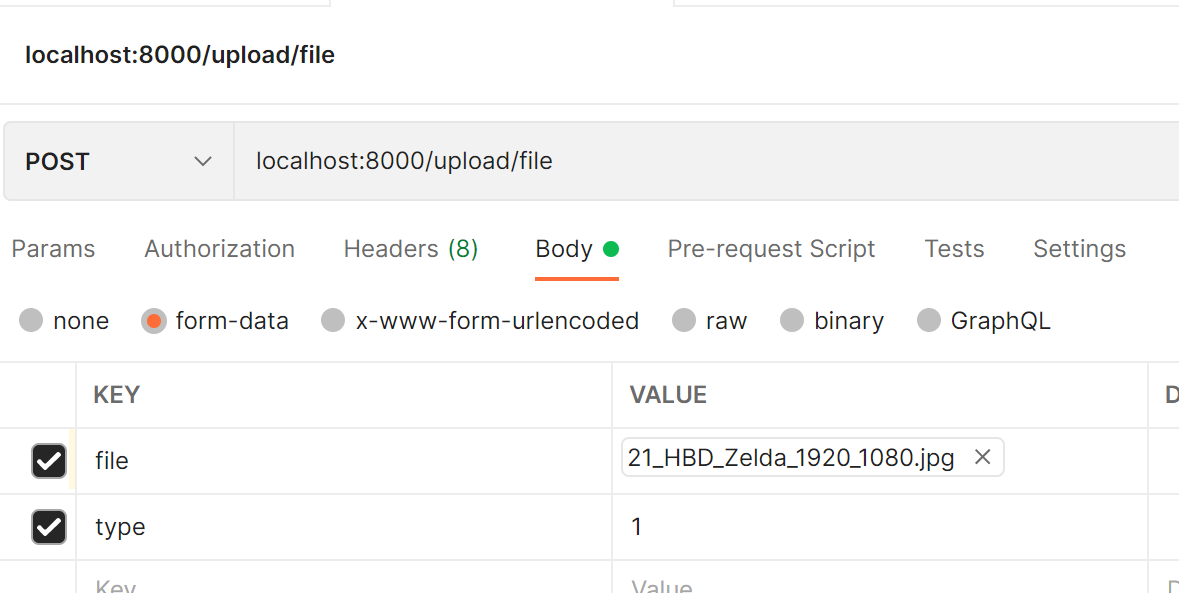 localhost:8000/upload/file
POST localhost:8000/upload/file
Params Authorization Headers (8) Body Pre-request Script Tests Settings
none form-data x-www-form-urlencoded raw binary GraphQL
KEY VALUE D
file 21_HBD_Zelda_1920_1080.jpg
type 1
Key Value D